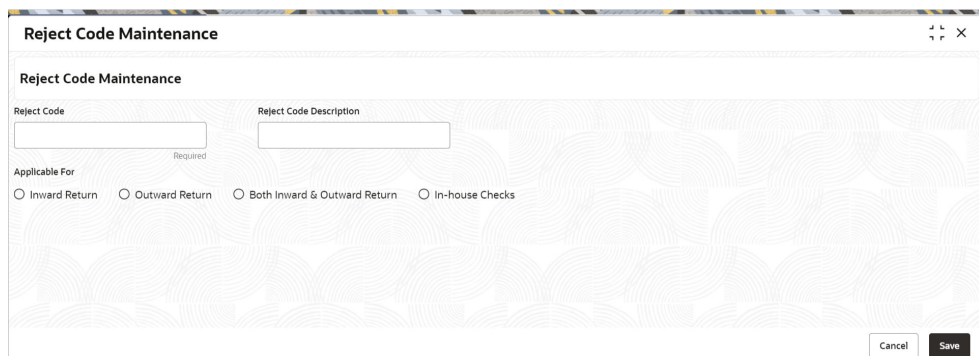 Reject Code Maintenance
Reject Code Maintenance
Reject Code Reject Code Description
Required
Applicable For
Inward Return Outward Return Both Inward & Outward Return In-house Checks
Cancel Save